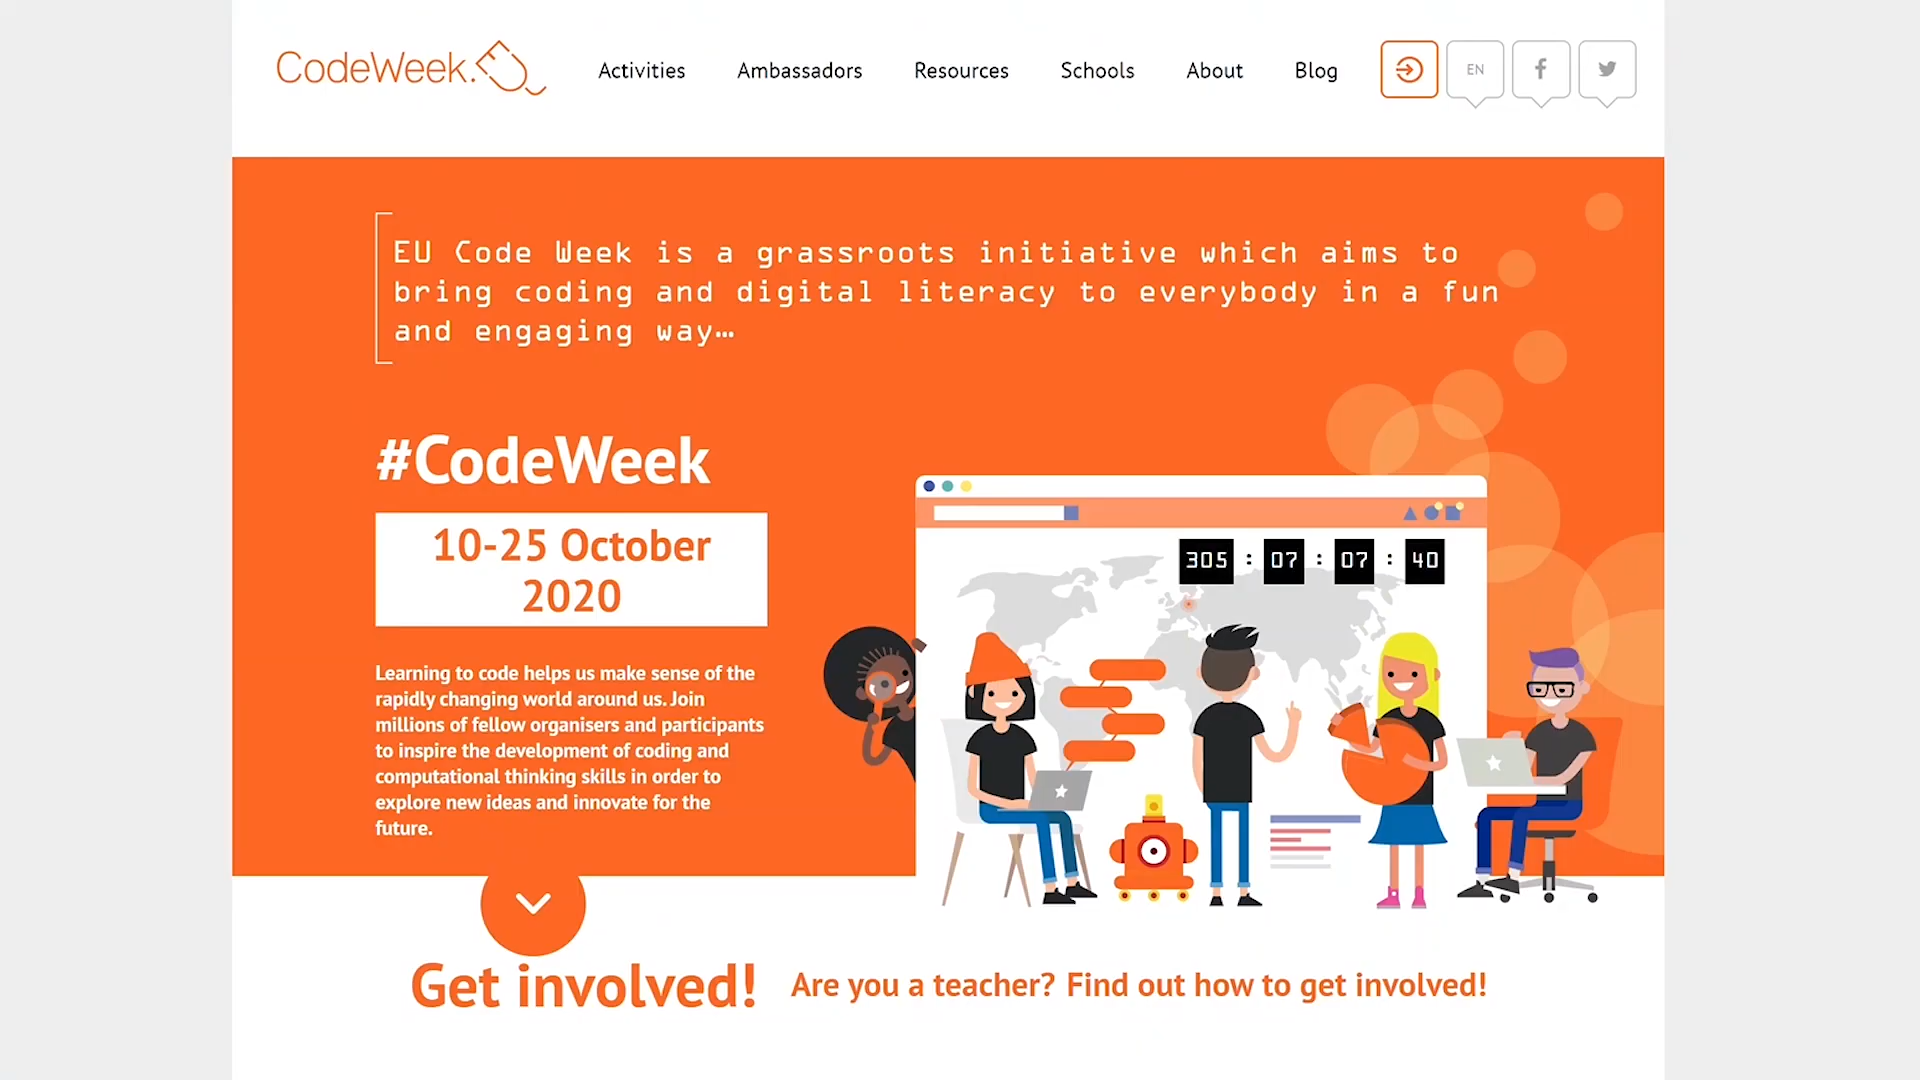 CodeWeek.
Activities Ambassadors Resources Schools About Blog EN
EU Code Week is a grassroots initiative which aims to
bring coding and digital literacy to everybody in a fun
and engaging way…
#CodeWeek
10-25 October
2020
305 : 07 : 07 : 40
Learning to code helps us make sense of the
rapidly changing world around us. Join
millions of fellow organisers and participants
to inspire the development of coding and
computational thinking skills in order to
explore new ideas and innovate for the
future.
Get involved! Are you a teacher? Find out how to get involved!